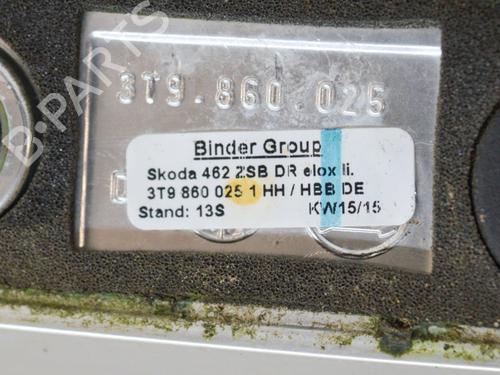 B-PARTS
3T9.860.025
Binder Group
Skoda 462 ZSB DR elox li.
3T9 860 025 1 HH / HBB DE
Stand: 13S KW15/15